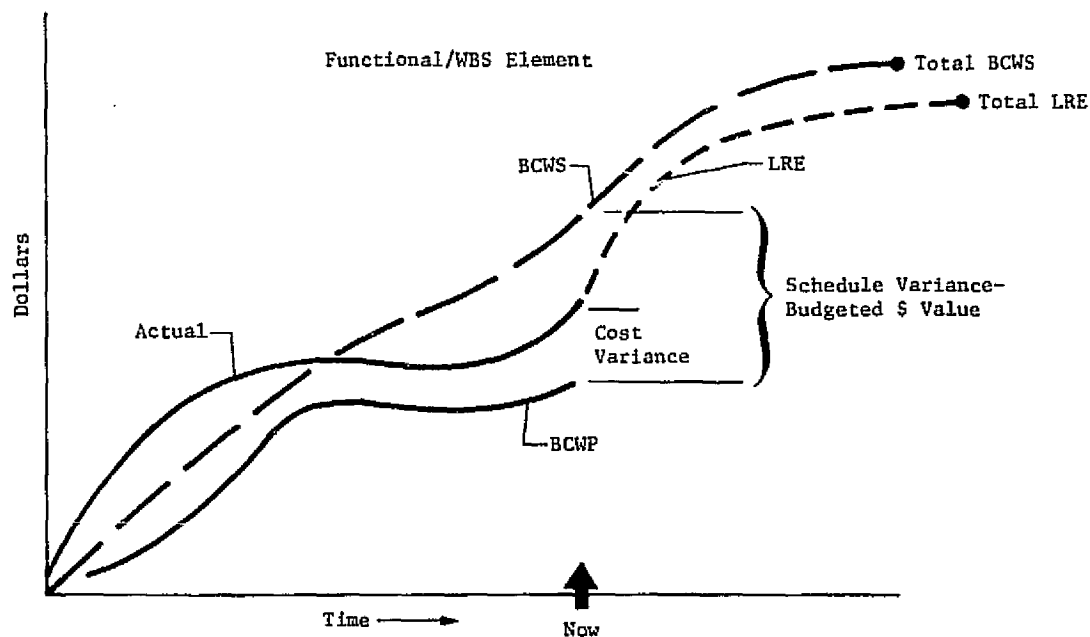 Functional/WBS Element
Total BCWS
Total LRE
BCWS
LRE
Dollars
Schedule Variance-
Budgeted $ Value
Actual
Cost
Variance
BCWP
Time
Now